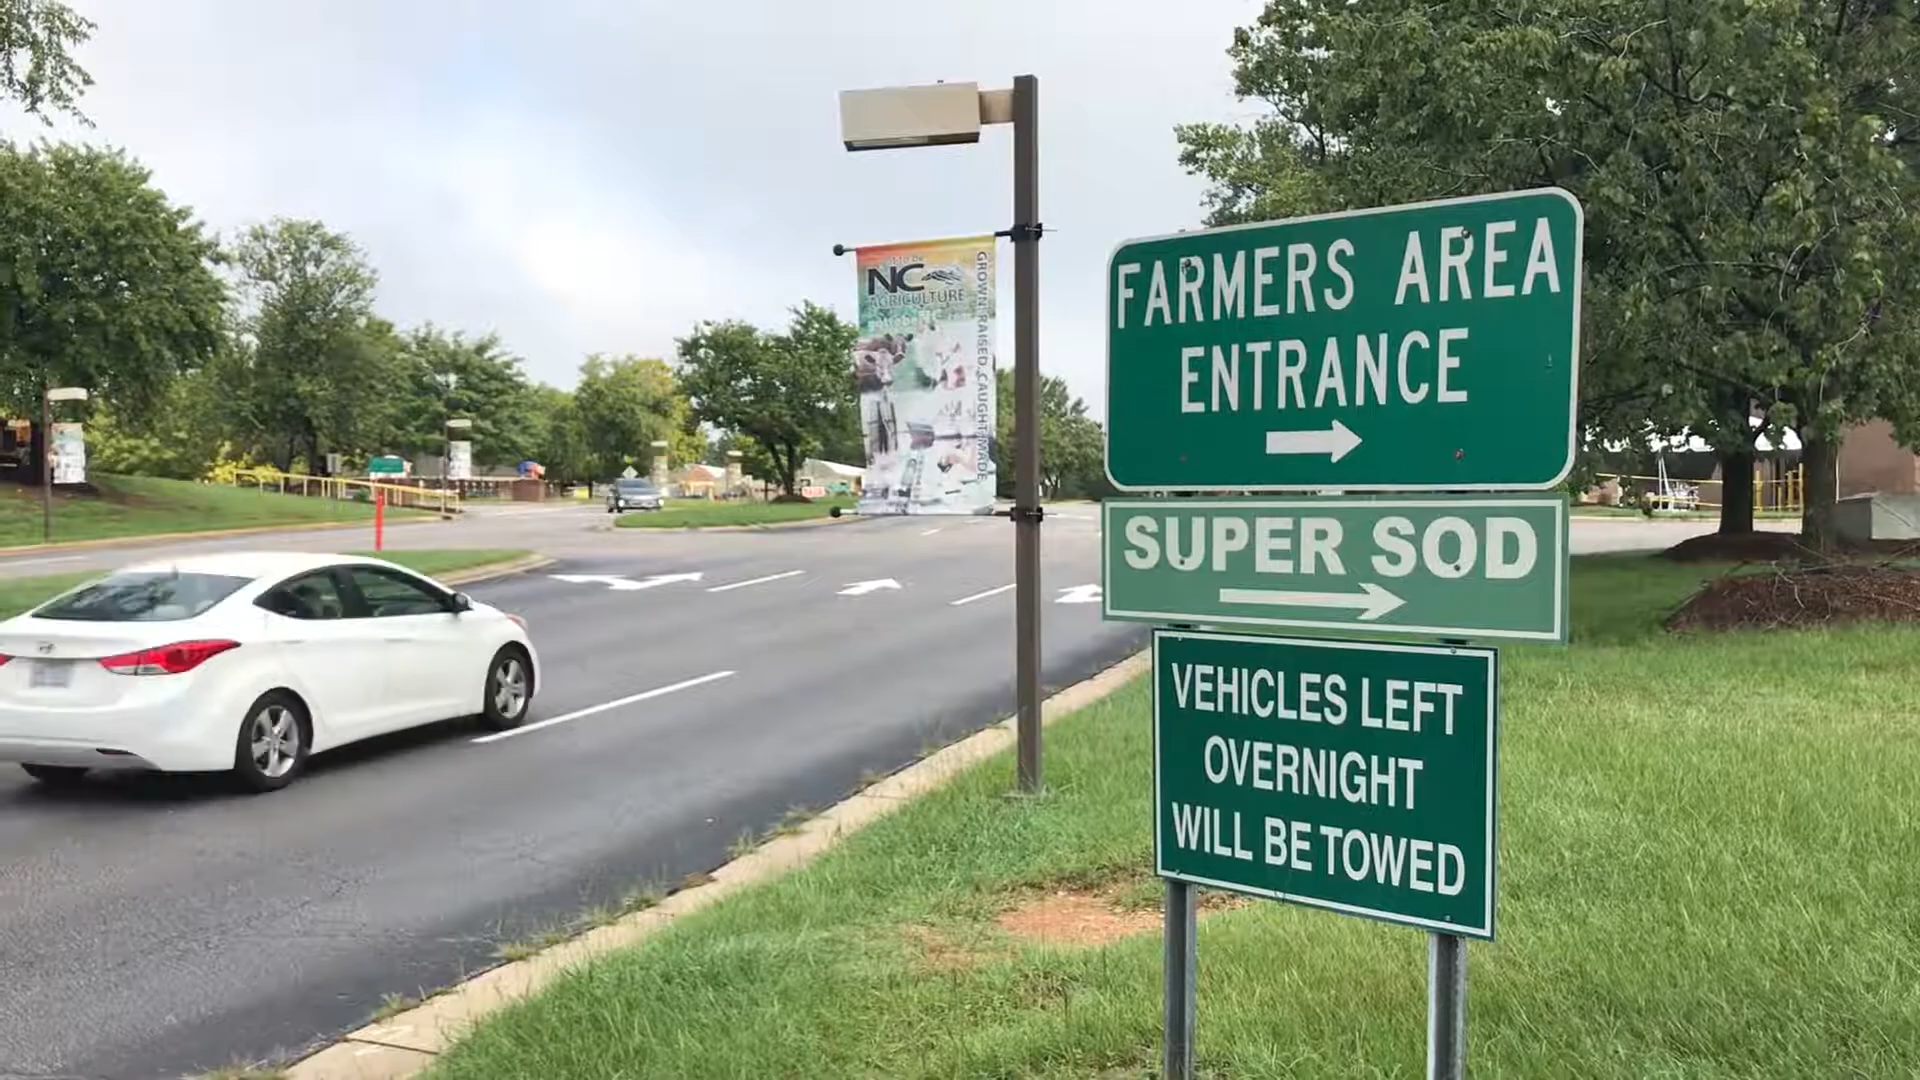 NC
AGRICULTURE
GROWN, RAISED, CAUGHT, MADE
FARMERS AREA
ENTRANCE
SUPER SOD
VEHICLES LEFT
OVERNIGHT
WILL BE TOWED